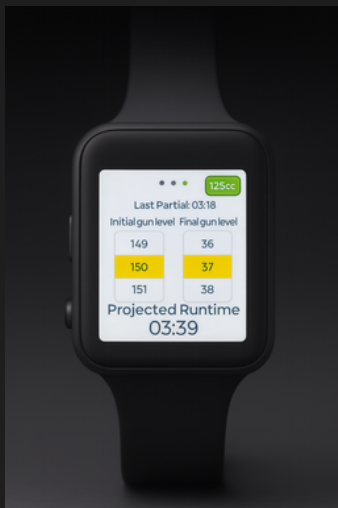 125cc
Last Partial: 03:18
Initial gun level Final gun level
149 36
150 37
151 38
Projected Runtime
03:39